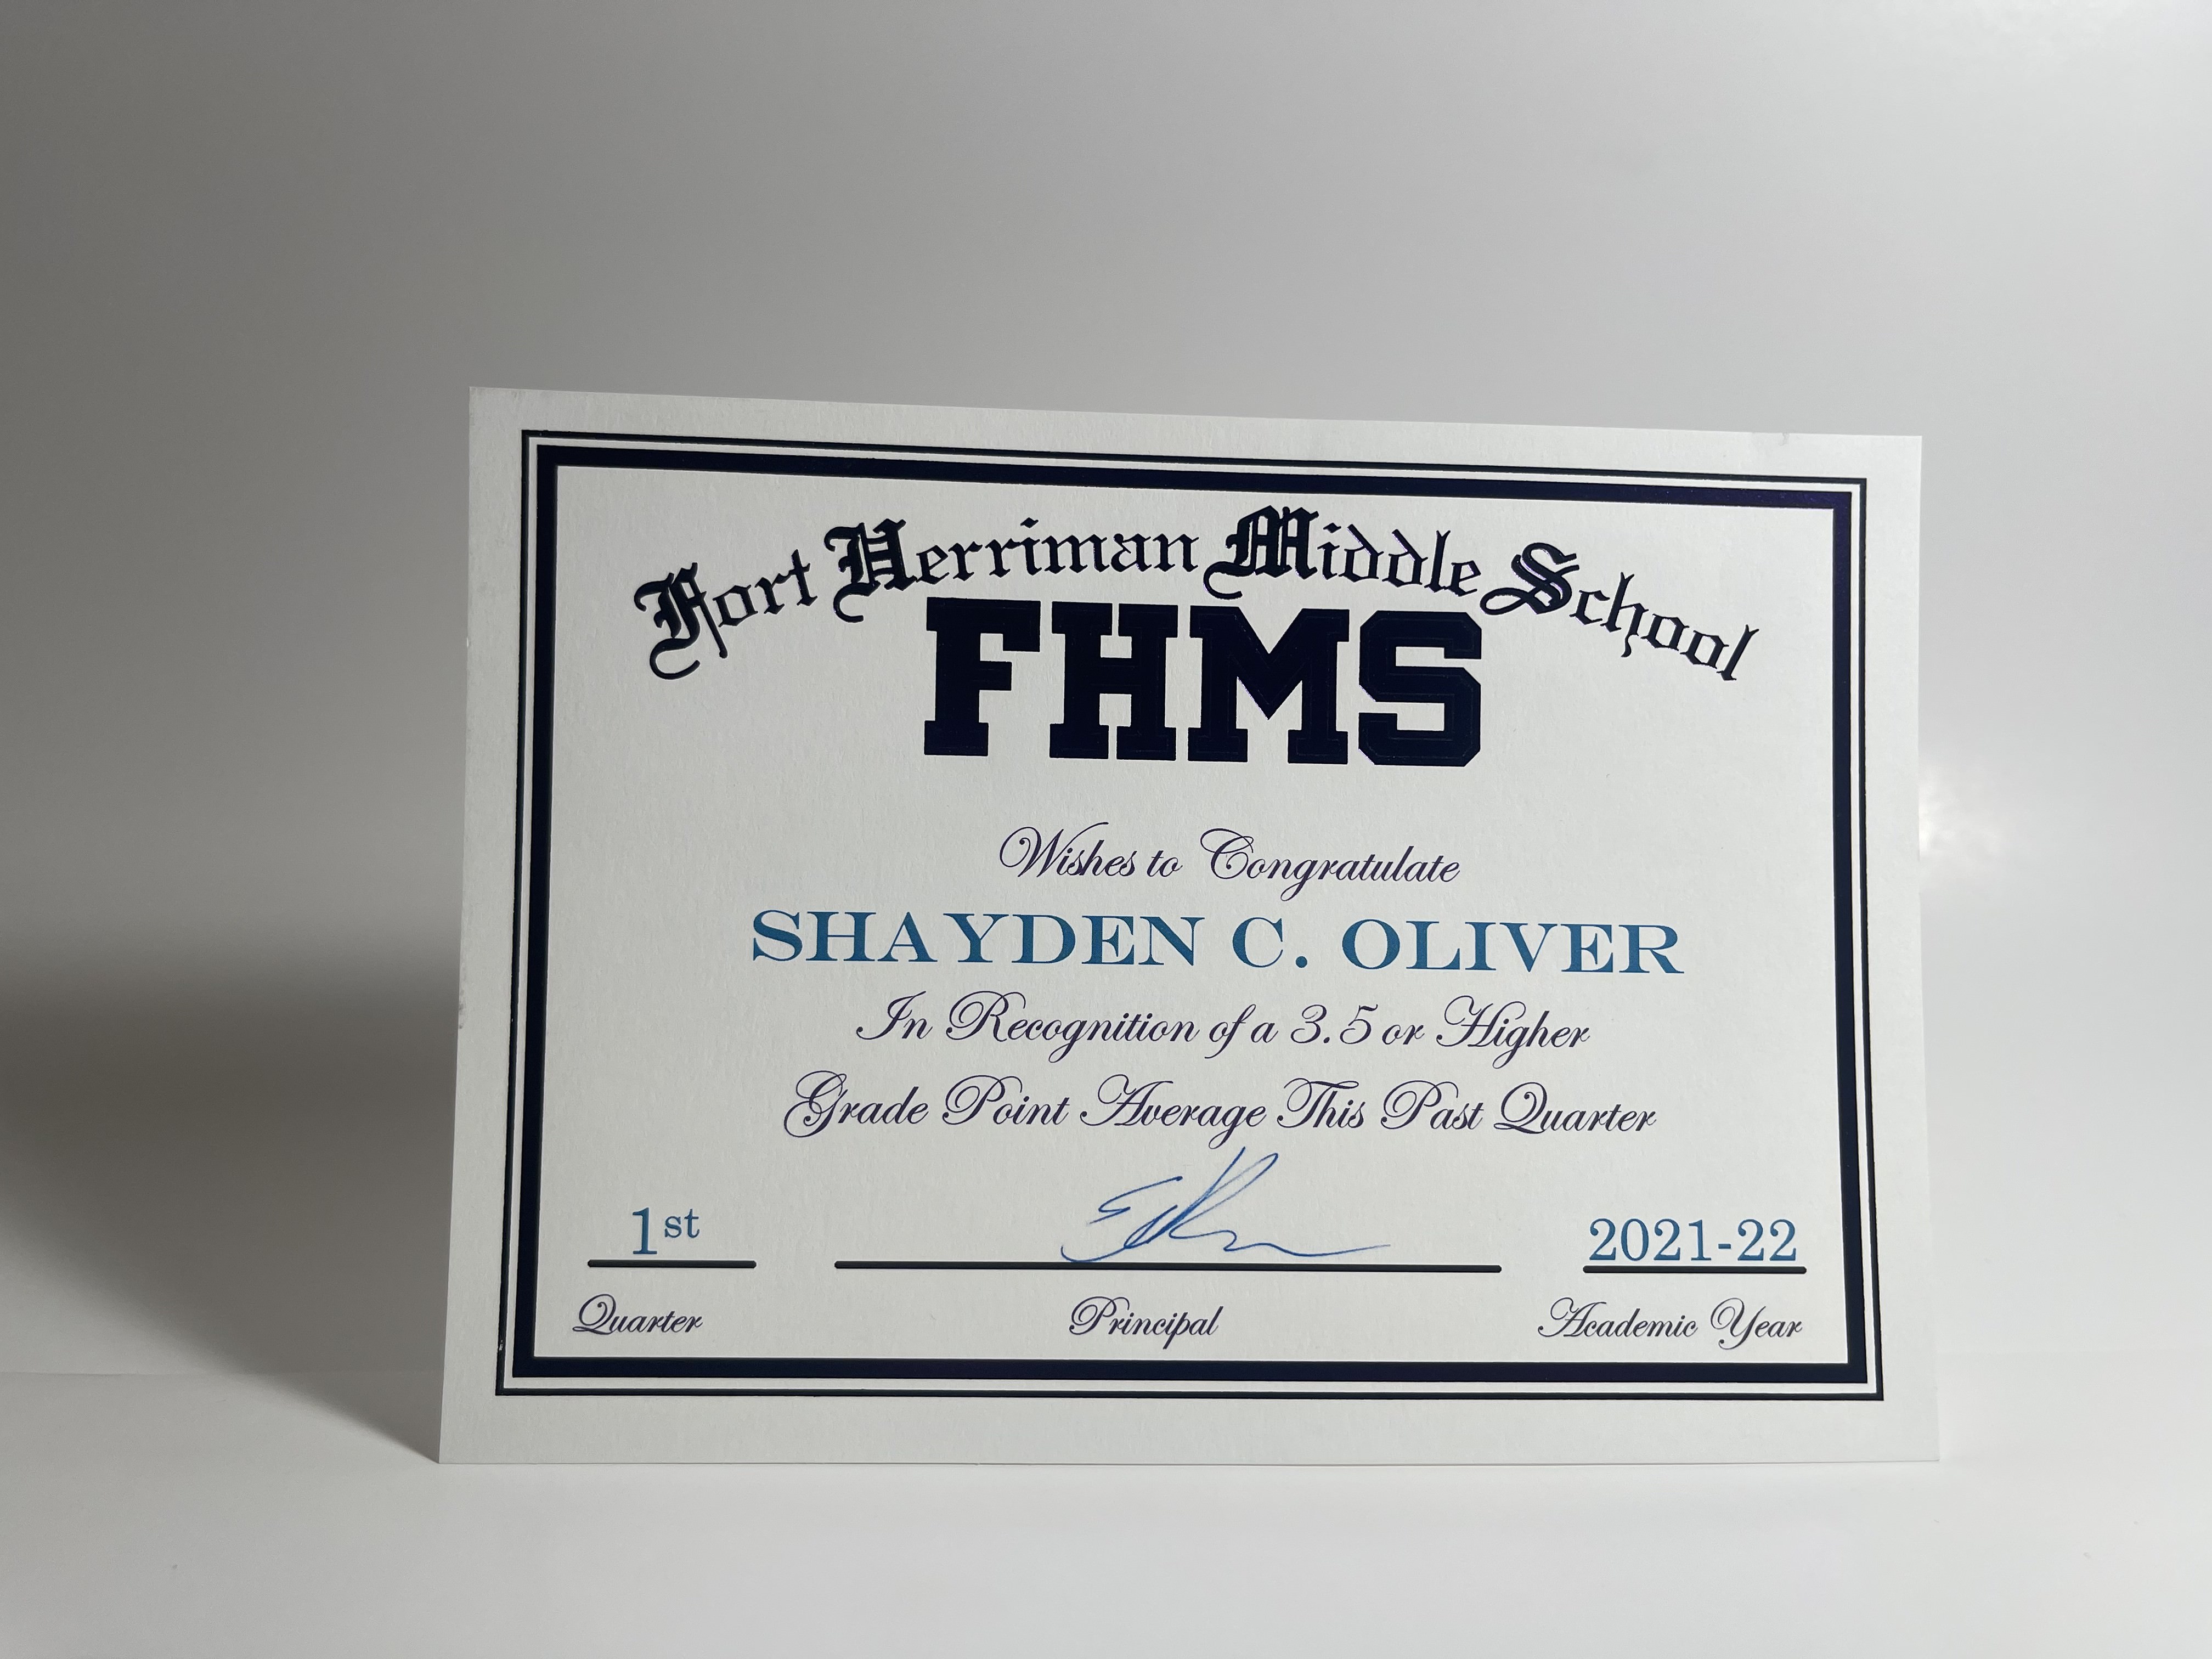 Fort Herriman Middle School
FHMS
Wishes to Congratulate
SHAYDEN C. OLIVER
In Recognition of a 3.5 or Higher
Grade Point Average This Past Quarter
1st
2021-22
Quarter
Principal
Academic Year